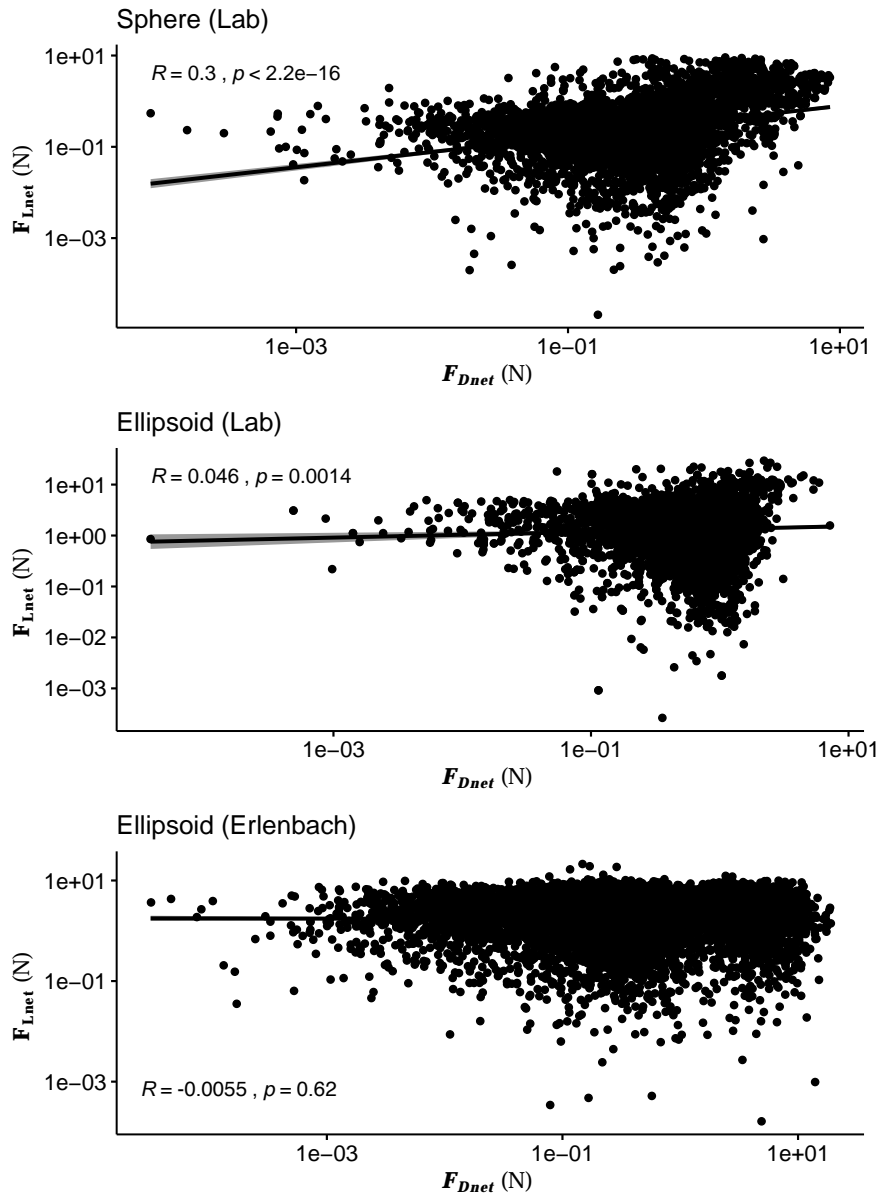 Sphere (Lab)
1e+01
R = 0.3 , p < 2.2e−16
1e−01
1e−03
F_Lnet (N)
1e−03 1e−01 1e+01
F_Dnet (N)
Ellipsoid (Lab)
R = 0.046 , p = 0.0014
1e+01
1e+00
1e−01
1e−02
1e−03
F_Lnet (N)
1e−03 1e−01 1e+01
F_Dnet (N)
Ellipsoid (Erlenbach)
1e+01
1e−01
1e−03
F_Lnet (N)
R = -0.0055 , p = 0.62
1e−03 1e−01 1e+01
F_Dnet (N)